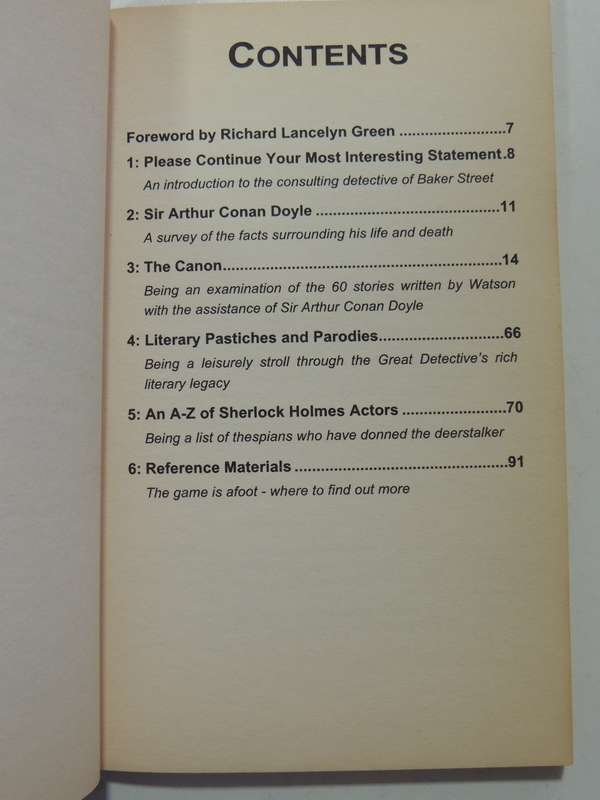 CONTENTS
Foreword by Richard Lancelyn Green ..........................7
1: Please Continue Your Most Interesting Statement.8
An introduction to the consulting detective of Baker Street
2: Sir Arthur Conan Doyle ............................................11
A survey of the facts surrounding his life and death
3: The Canon...................................................................14
Being an examination of the 60 stories written by Watson
with the assistance of Sir Arthur Conan Doyle
4: Literary Pastiches and Parodies..............................66
Being a leisurely stroll through the Great Detective's rich
literary legacy
5: An A-Z of Sherlock Holmes Actors .........................70
Being a list of thespians who have donned the deerstalker
6: Reference Materials ...................................................91
The game is afoot - where to find out more